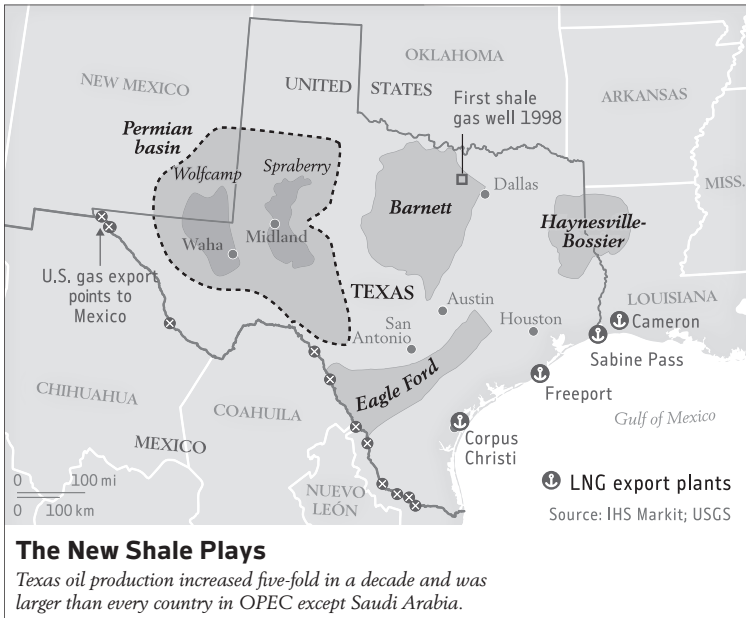 OKLAHOMA
NEW MEXICO
UNITED STATES
ARKANSAS
First shale
gas well 1998
Permian
basin
Wolfcamp
Spraberry
Dallas
MISS.
Barnett
Haynesville-
Bossier
Waha
Midland
U.S. gas export
points to
Mexico
TEXAS
Austin
LOUISIANA
San
Antonio
Houston
Cameron
Sabine Pass
Eagle Ford
Freeport
CHIHUAHUA
COAHUILA
Gulf of Mexico
MEXICO
Corpus
Christi
0 100 mi
0 100 km
NUEVO
LEÓN
LNG export plants
Source: IHS Markit; USGS
The New Shale Plays
Texas oil production increased five-fold in a decade and was
larger than every country in OPEC except Saudi Arabia.